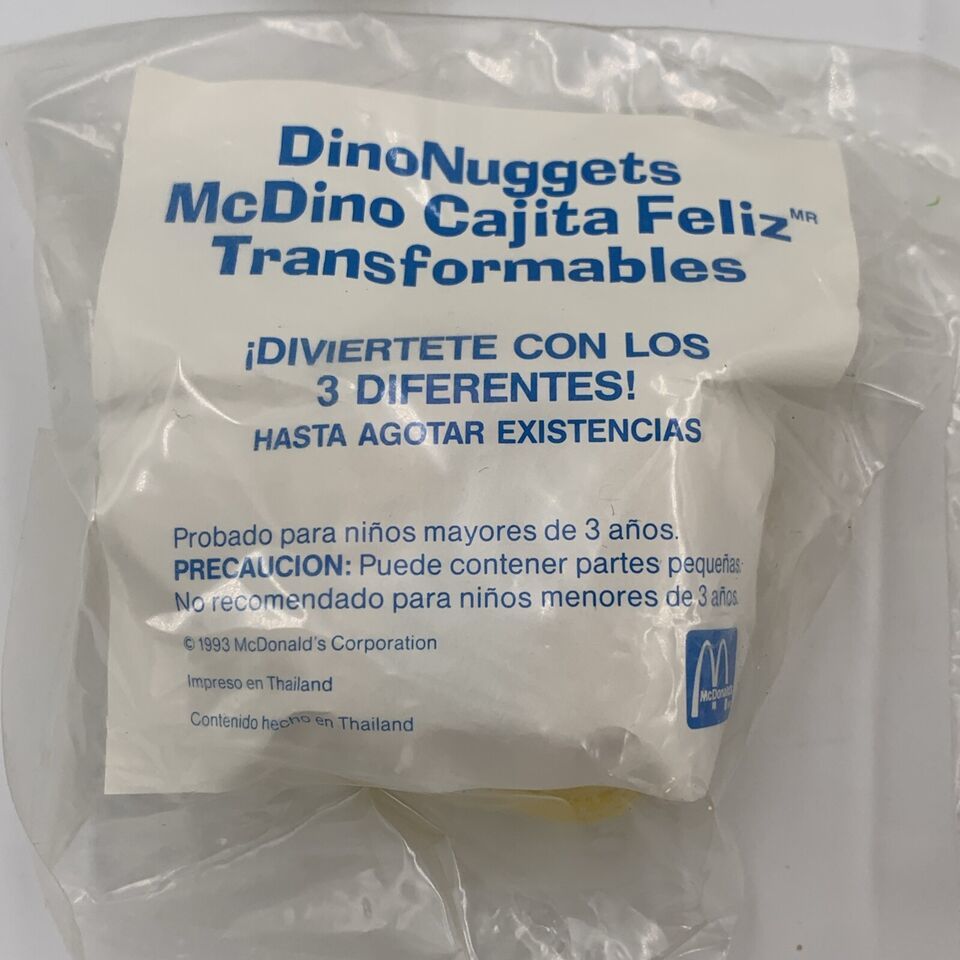 DinoNuggets
McDino Cajita Feliz MR
Transformables
¡DIVIERTETE CON LOS
3 DIFERENTES!
HASTA AGOTAR EXISTENCIAS
Probado para niños mayores de 3 años.
PRECAUCION: Puede contener partes pequeñas.
No recomendado para niños menores de 3 años.
© 1993 McDonald's Corporation
Impreso en Thailand
Contenido hecho en Thailand
McDonald's